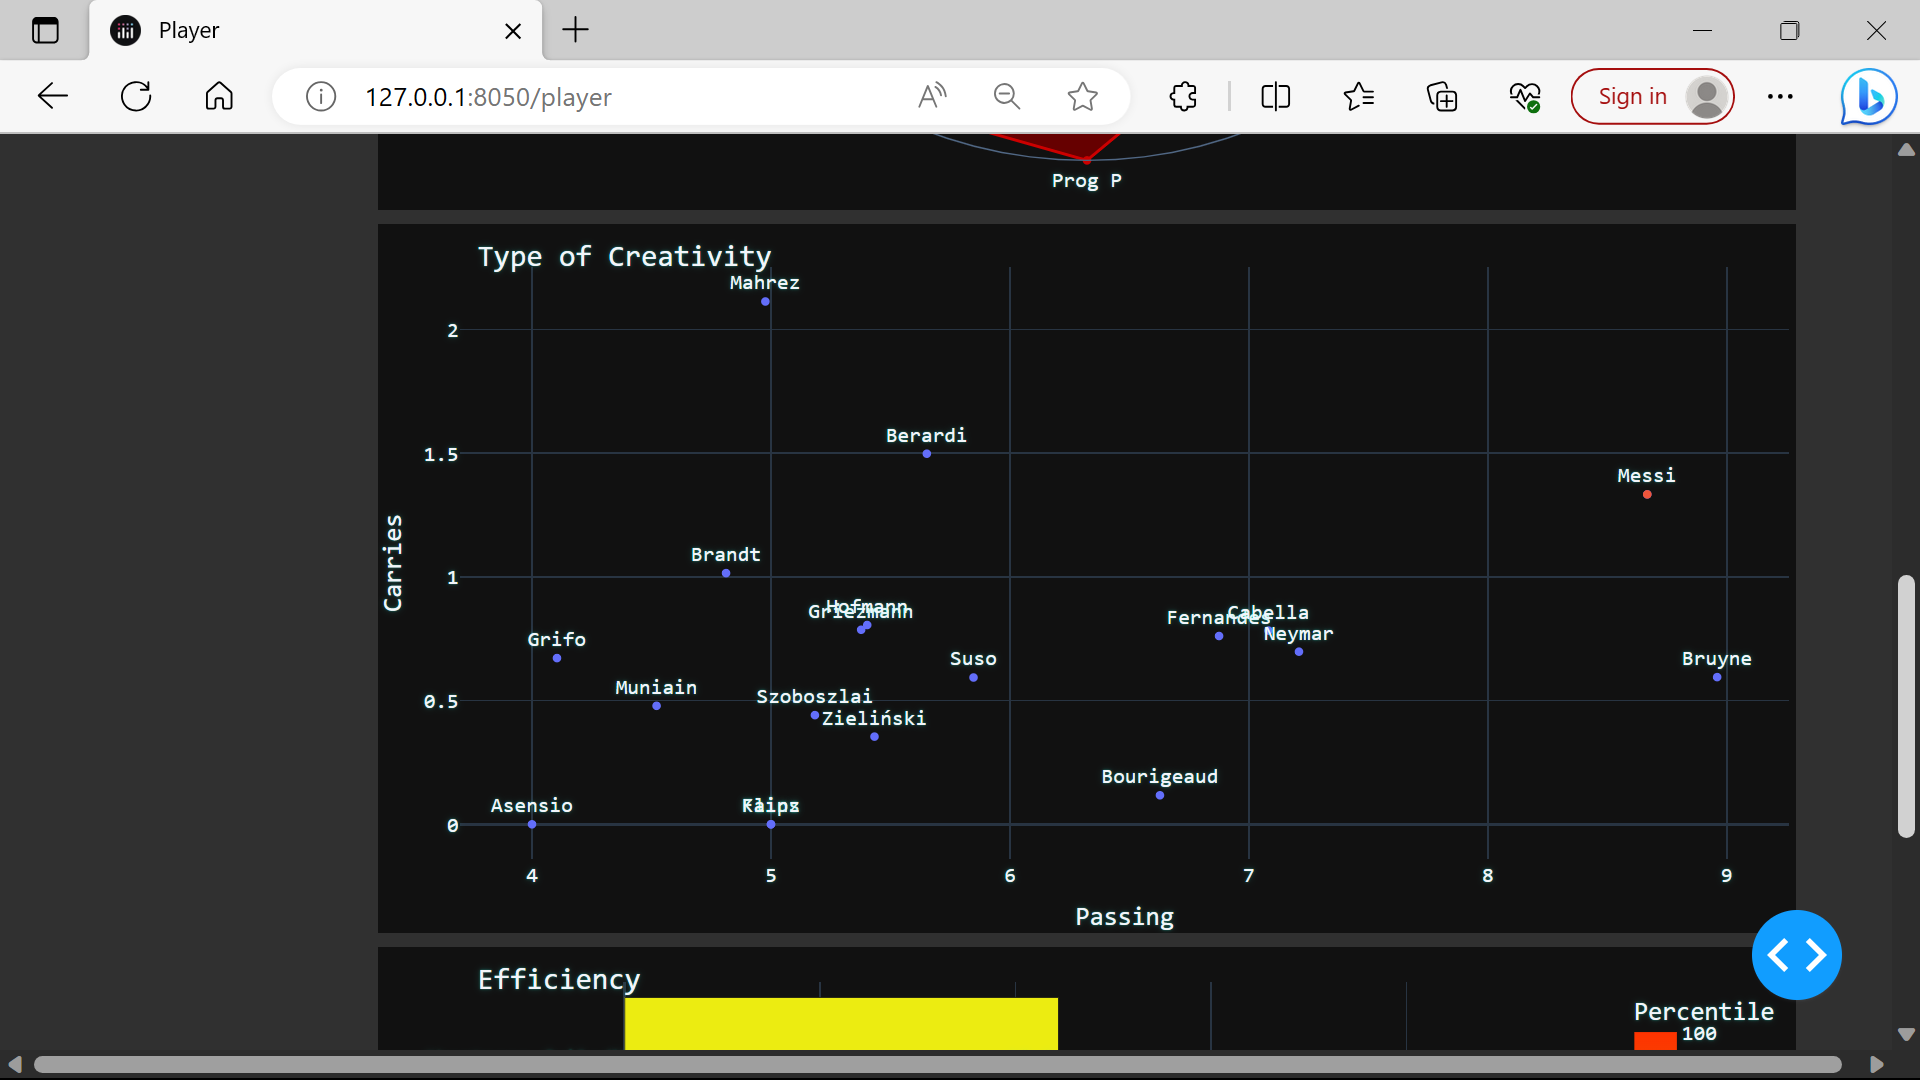 Player
127.0.0.1:8050/player
Sign in
Prog P
Type of Creativity
Mahrez
2
Berardi
1.5
Messi
Carries
Brandt
1
Hofmann
Griezmann
Cabella
Fernandes
Neymar
Grifo
Suso
Bruyne
Muniain
Szoboszlai
0.5
Zieliński
Bourigeaud
Asensio
0
4
5
6
7
8
9
Passing
Efficiency
Percentile
100